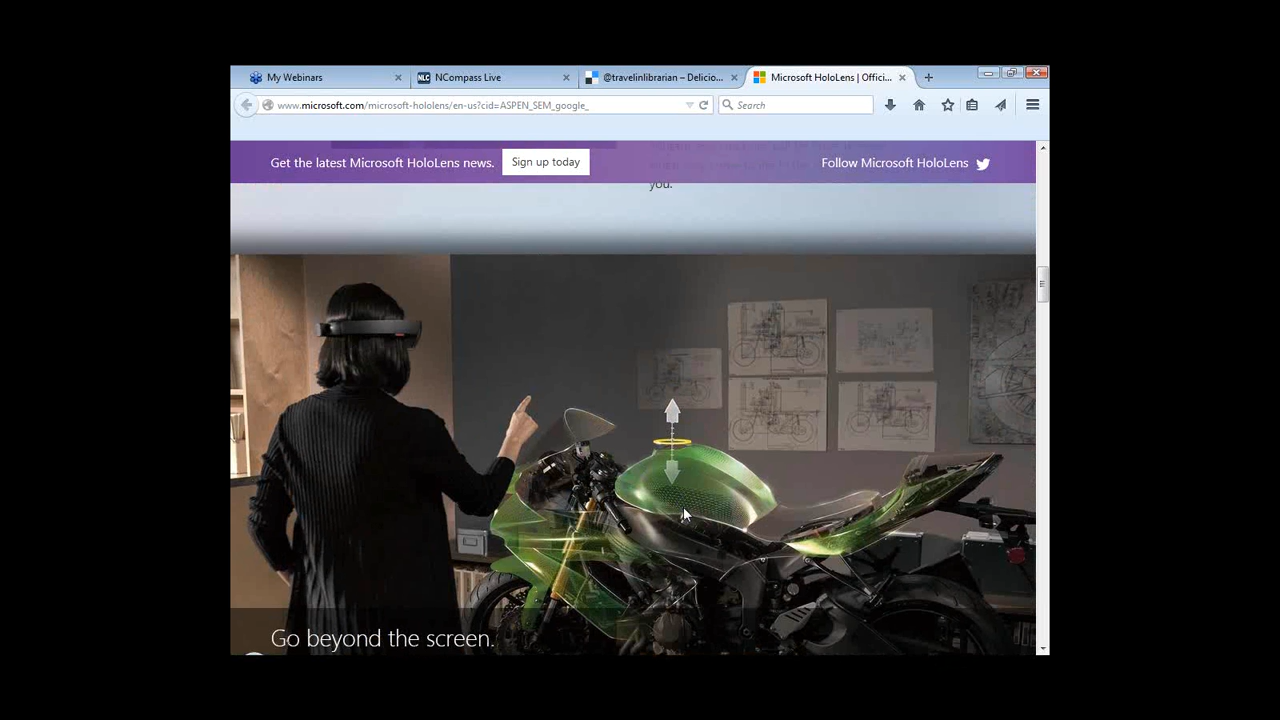 My Webinars
NLC NCompass Live
@travelinlibrarian – Delicio...
Microsoft HoloLens | Offici...
www.microsoft.com/microsoft-hololens/en-us?cid=ASPEN_SEM_google_
Search
Get the latest Microsoft HoloLens news.
Sign up today
Follow Microsoft HoloLens
you.
Go beyond the screen.